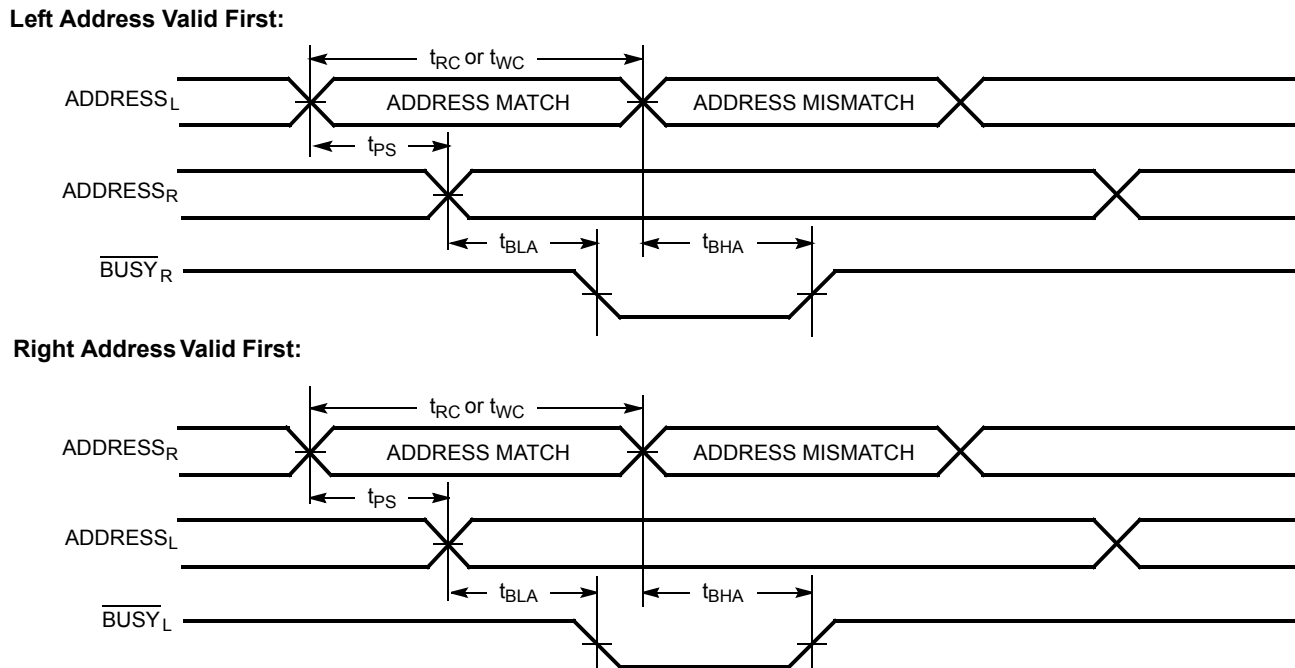 Left Address Valid First:
tRC or tWC
ADDRESSL
ADDRESS MATCH
ADDRESS MISMATCH
tPS
ADDRESSR
tBLA
tBHA
BUSYR
Right Address Valid First:
tRC or tWC
ADDRESSR
ADDRESS MATCH
ADDRESS MISMATCH
tPS
ADDRESSL
tBLA
tBHA
BUSYL